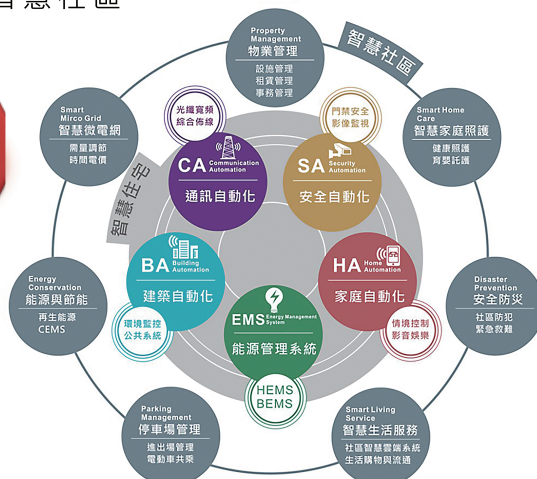 智慧社區
Property
Management
物業管理
設施管理
租賃管理
事務管理
智慧社區
Smart
Mirco Grid
智慧微電網
需量調節
時間電價
光纖寬頻
綜合佈線
門禁安全
影像監視
Smart Home
Care
智慧家庭照護
健康照護
育嬰託護
CA Communication
Automation
通訊自動化
SA Security
Automation
安全自動化
智慧住宅
BA Building
Automation
建築自動化
HA Home
Automation
家庭自動化
Energy
Conservation
能源與節能
再生能源
CEMS
環境監控
公共系統
EMS Energy Management
System
能源管理系統
情境控制
影音娛樂
Disaster
Prevention
安全防災
社區防犯
緊急救難
HEMS
BEMS
Parking
Management
停車場管理
進出場管理
電動車共乘
Smart Living
Service
智慧生活服務
社區智慧雲端系統
生活購物與流通